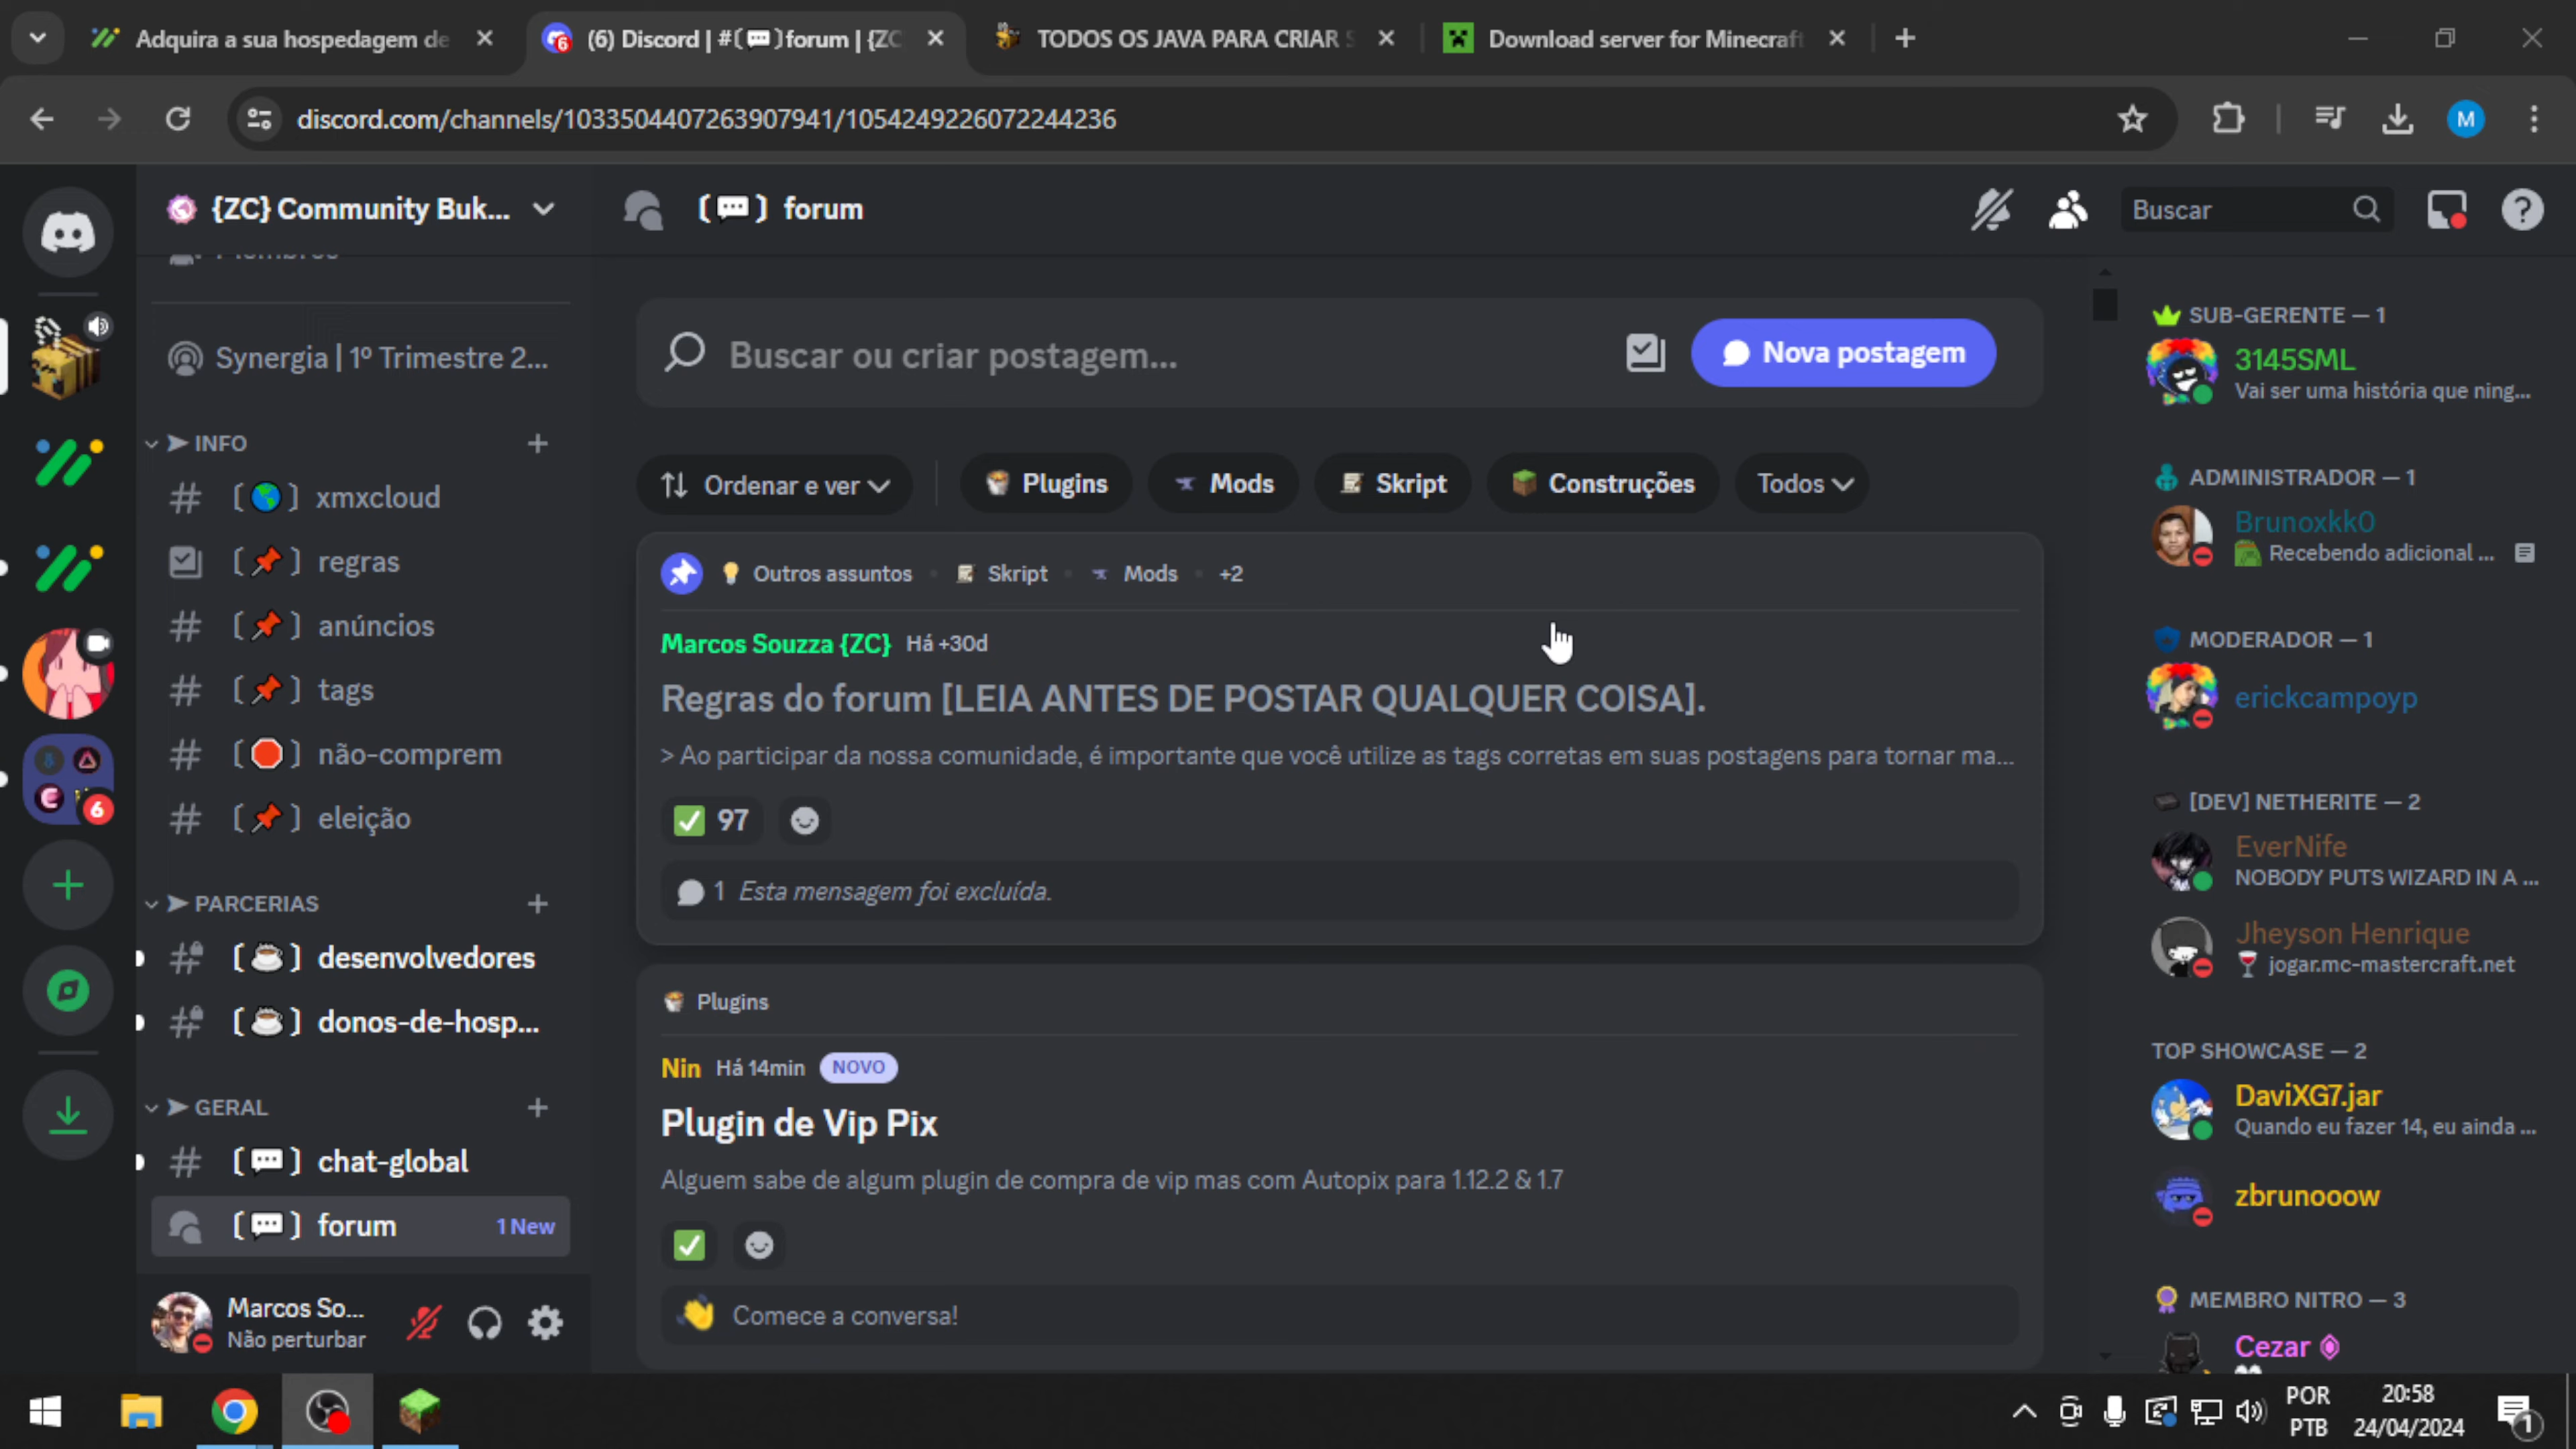 Adquira a sua hospedagem de
(6) Discord | #〔💬〕forum | {ZC
TODOS OS JAVA PARA CRIAR S
Download server for Minecraft
discord.com/channels/1033504407263907941/1054249226072244236
M
{ZC} Community Buk...
〔💬〕 forum
Buscar
Membros
Synergia | 1º Trimestre 2...
➤ INFO
〔🌎〕 xmxcloud
〔📌〕 regras
〔📌〕 anúncios
〔📌〕 tags
〔🛑〕 não-comprem
〔📌〕 eleição
➤ PARCERIAS
〔☕〕 desenvolvedores
〔☕〕 donos-de-hosp...
➤ GERAL
〔💬〕 chat-global
〔💬〕 forum 1 New
6
Marcos So...
Não perturbar
Buscar ou criar postagem...
Nova postagem
Ordenar e ver
Plugins
Mods
Skript
Construções
Todos
💡 Outros assuntos • Skript • Mods • +2
Marcos Souzza {ZC} Há +30d
Regras do forum [LEIA ANTES DE POSTAR QUALQUER COISA].
> Ao participar da nossa comunidade, é importante que você utilize as tags corretas em suas postagens para tornar ma...
✅ 97
1 Esta mensagem foi excluída.
Plugins
Nin Há 14min NOVO
Plugin de Vip Pix
Alguem sabe de algum plugin de compra de vip mas com Autopix para 1.12.2 & 1.7
👋 Comece a conversa!
SUB-GERENTE — 1
3145SML
Vai ser uma história que ning...
ADMINISTRADOR — 1
Brunoxkk0
Recebendo adicional ...
MODERADOR — 1
erickcampoyp
[DEV] NETHERITE — 2
EverNife
NOBODY PUTS WIZARD IN A ...
Jheyson Henrique
🍷 jogar.mc-mastercraft.net
TOP SHOWCASE — 2
DaviXG7.jar
Quando eu fazer 14, eu ainda ...
zbrunooow
MEMBRO NITRO — 3
Cezar
POR
PTB
20:58
24/04/2024
1